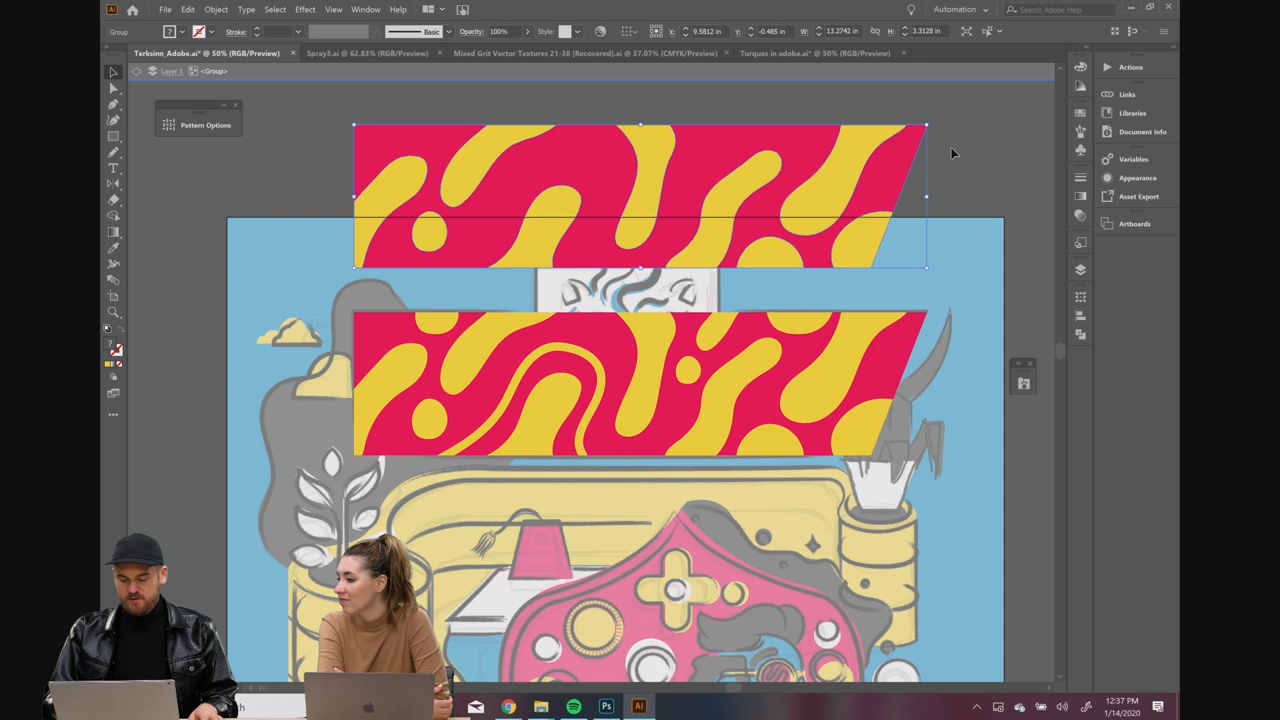 Ai File Edit Object Type Select Effect View Window Help Automation Search Adobe Help
Group Stroke: Basic Opacity: 100% Style: X: 9.5812 in Y: -0.485 in W: 13.2742 in H: 3.3128 in
Terksinn_Adobe.ai* @ 50% (RGB/Preview) × Spray3.ai @ 62.83% (RGB/Preview) × Mixed Grit Vector Textures 21-38 [Recovered].ai @ 37.07% (CMYK/Preview) × Turques in adobe.ai* @ 50% (RGB/Preview) ×
Layer 1 <Group>
Actions
Links
Libraries
Document Info
Variables
Appearance
Asset Export
Artboards
Pattern Options
Ps Ai
12:37 PM
1/14/2020